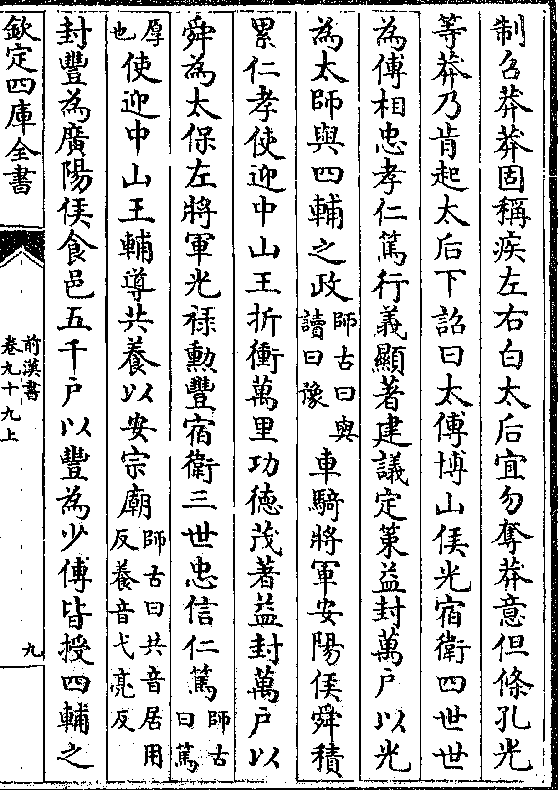 制召莽莽固稱疾左右白太后宜勿奪莽意但條孔光
等莽乃肯起太后下詔曰太傅博山侯光宿衛四世世
為傅相忠孝仁篤行義顯著建議定策益封萬戶以光
為太師與四輔之政師古曰與讀曰豫車騎將軍安陽侯舜積
累仁孝使迎中山王折衝萬里功德茂著益封萬戶以
舜為太保左將軍光祿勲豐宿衛三世忠信仁篤師古曰篤
厚也使迎中山王輔導共養以安宗廟師古曰共音居用反養音弋亮反
封豐為廣陽侯食邑五千戶以豐為少傅皆授四輔之
欽定四庫全書
前漢書
卷九十九上
九